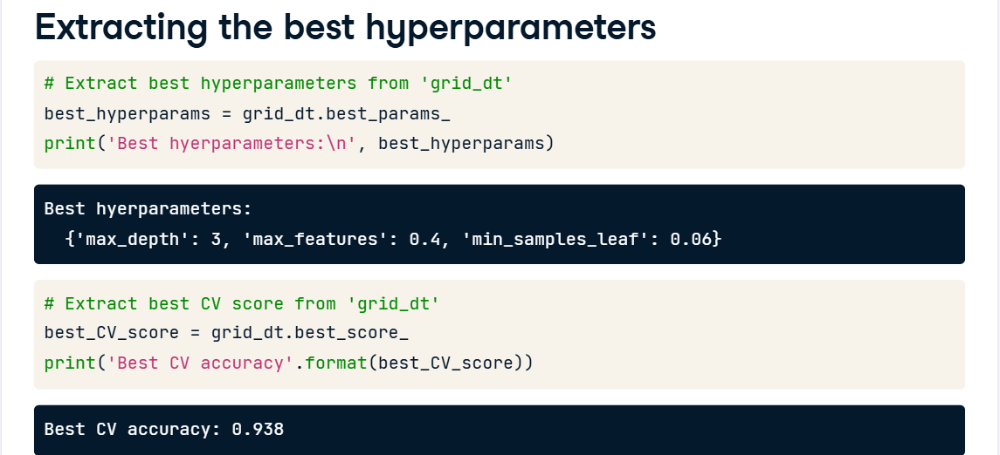 Extracting the best hyperparameters
# Extract best hyperparameters from 'grid_dt'
best_hyperparams = grid_dt.best_params_
print('Best hyerparameters:\n', best_hyperparams)
Best hyerparameters:
{'max_depth': 3, 'max_features': 0.4, 'min_samples_leaf': 0.06}
# Extract best CV score from 'grid_dt'
best_CV_score = grid_dt.best_score_
print('Best CV accuracy'.format(best_CV_score))
Best CV accuracy: 0.938